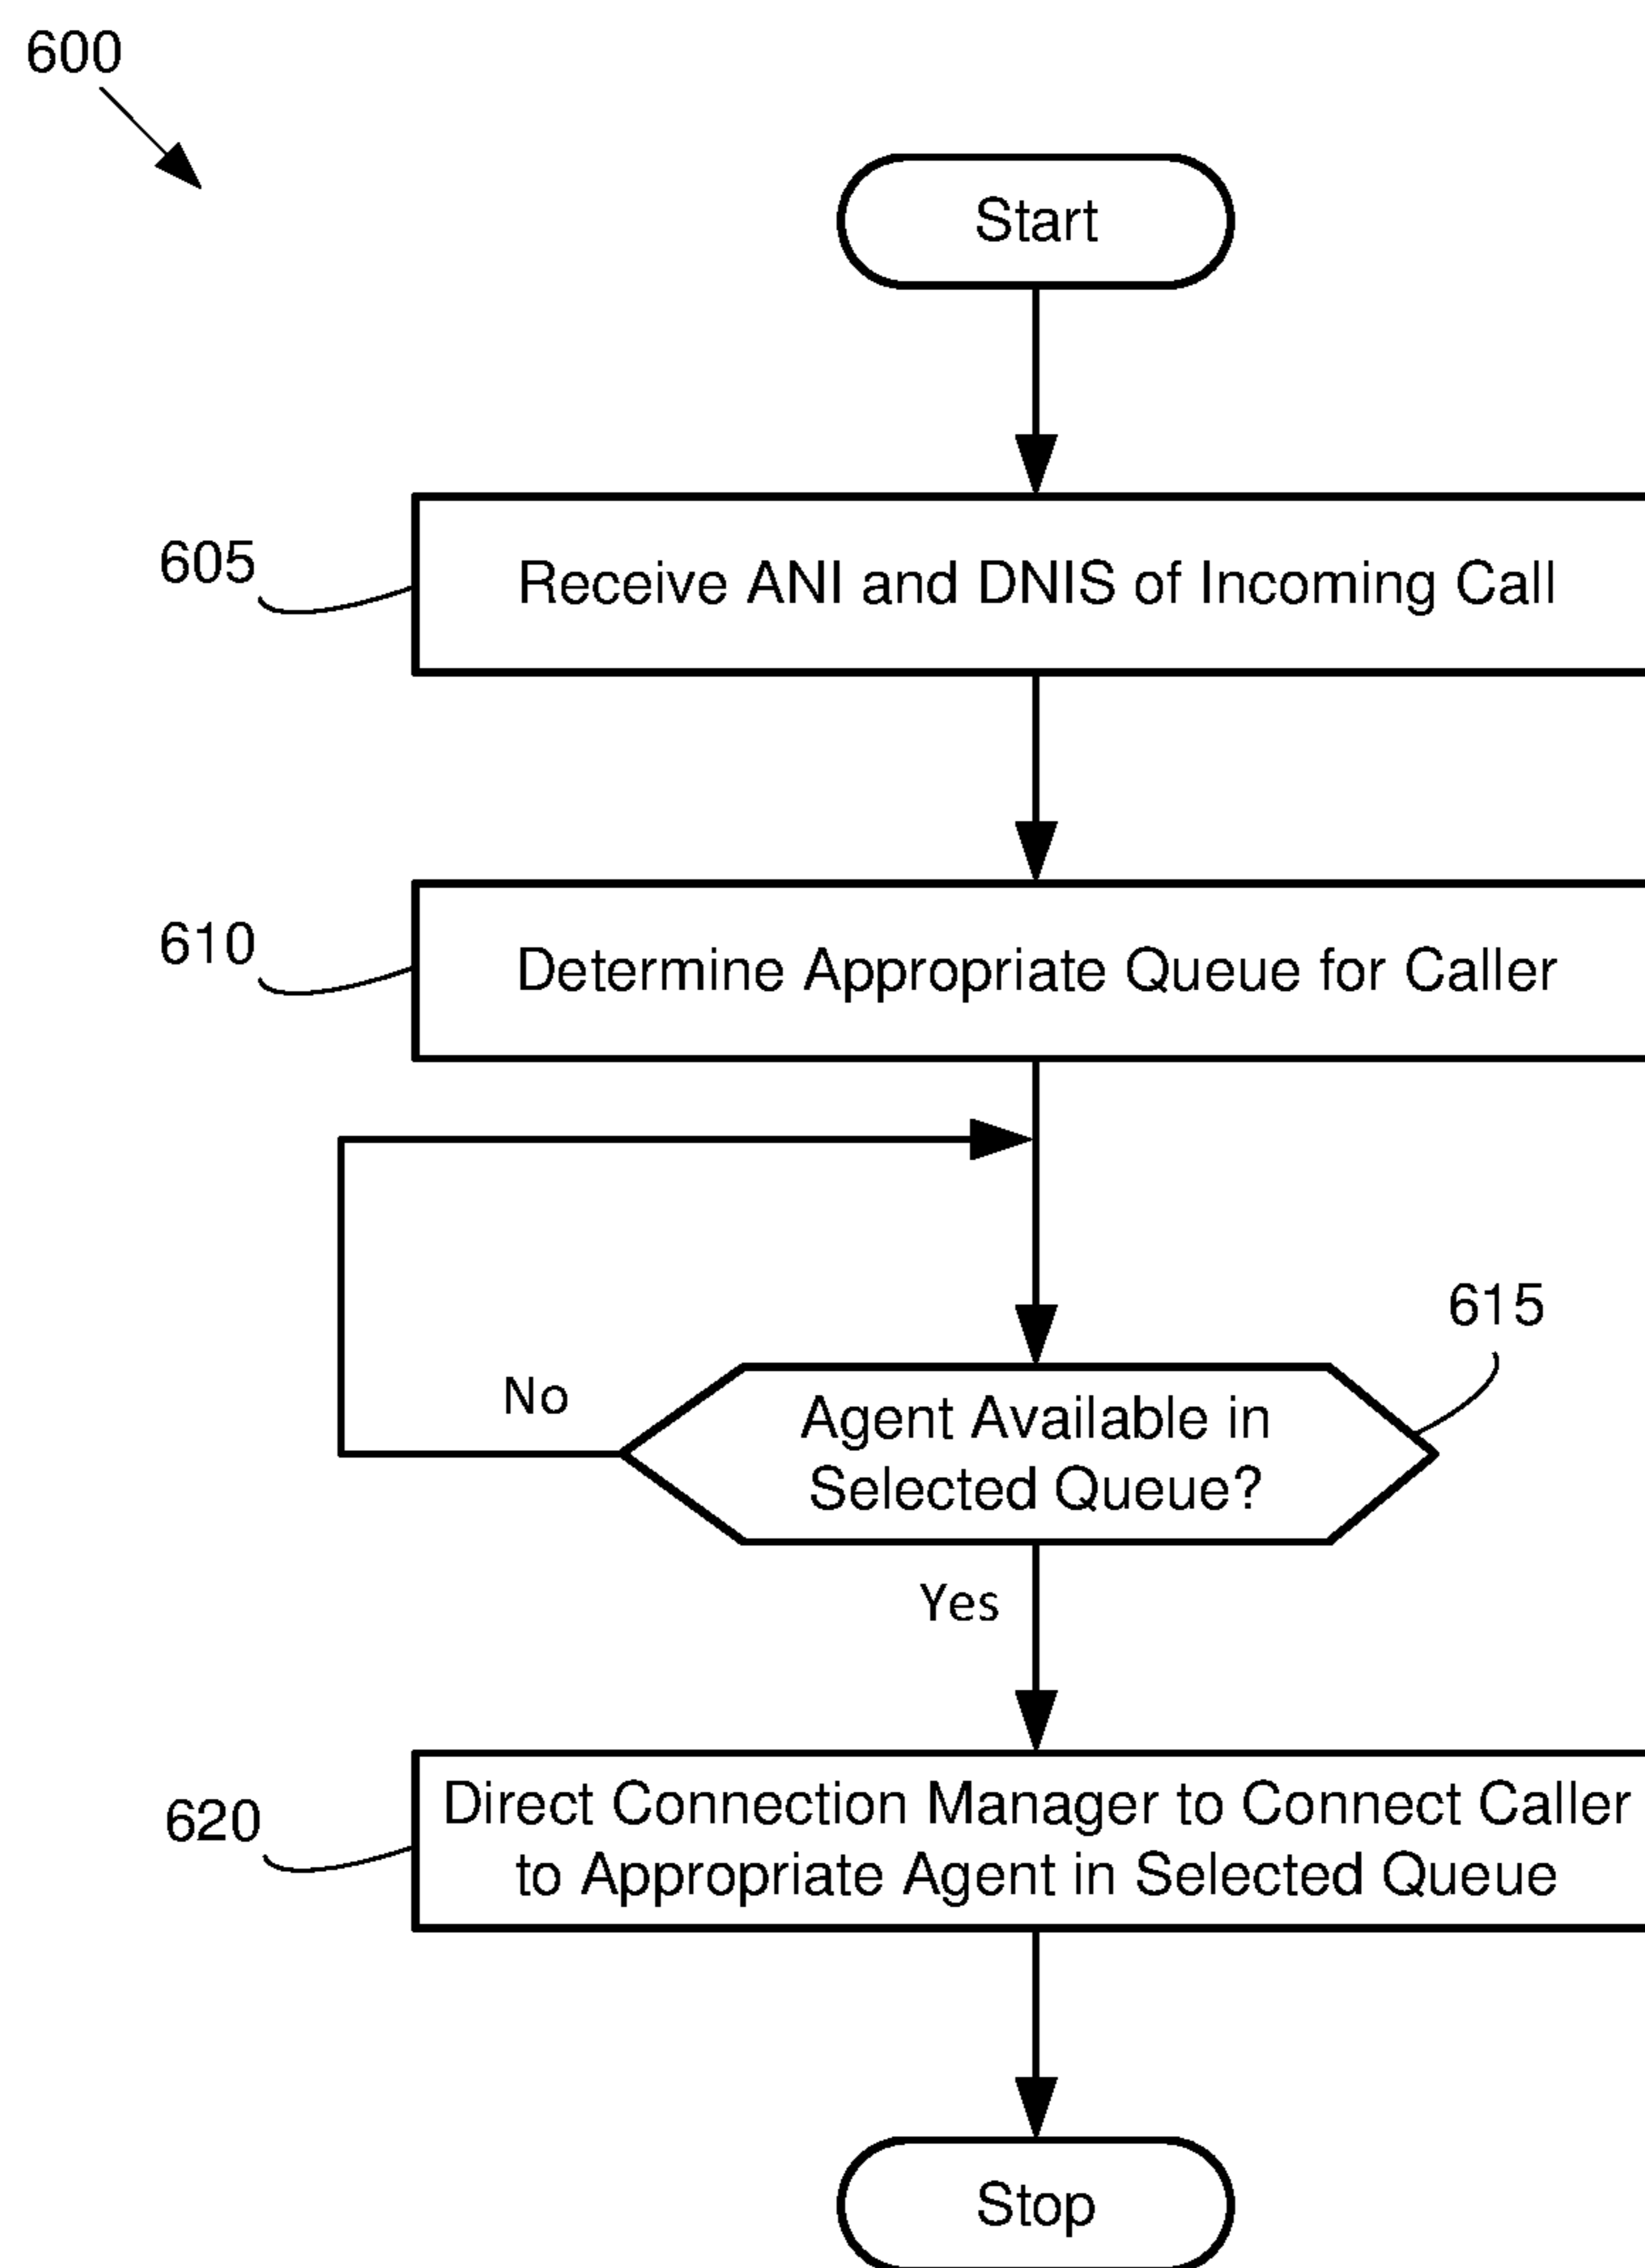 600
Start
605
Receive ANI and DNIS of Incoming Call
610
Determine Appropriate Queue for Caller
615
No
Agent Available in
Selected Queue?
Yes
620
Direct Connection Manager to Connect Caller
to Appropriate Agent in Selected Queue
Stop